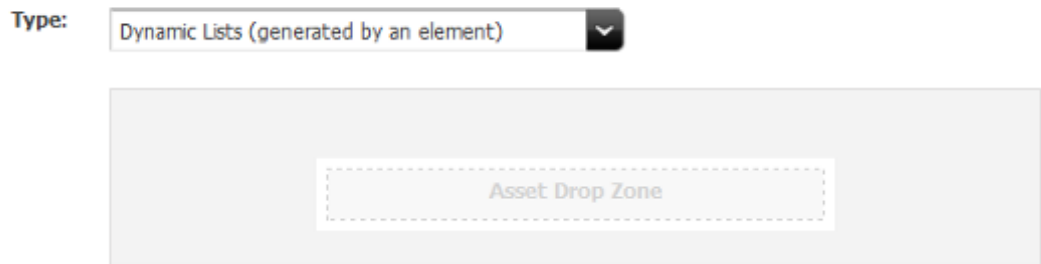 Type:
Dynamic Lists (generated by an element)
Asset Drop Zone